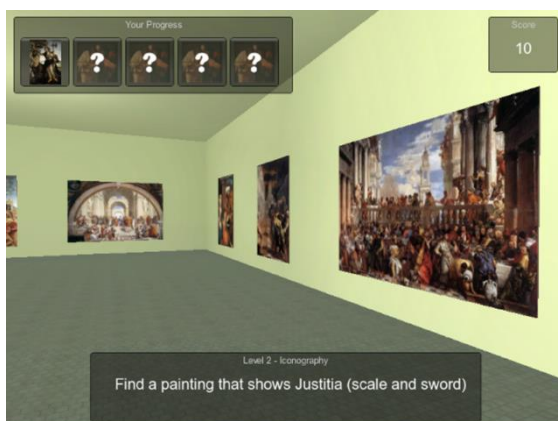 Your Progress
Score
10
? ? ? ?
Level 2 - Iconography
Find a painting that shows Justitia (scale and sword)